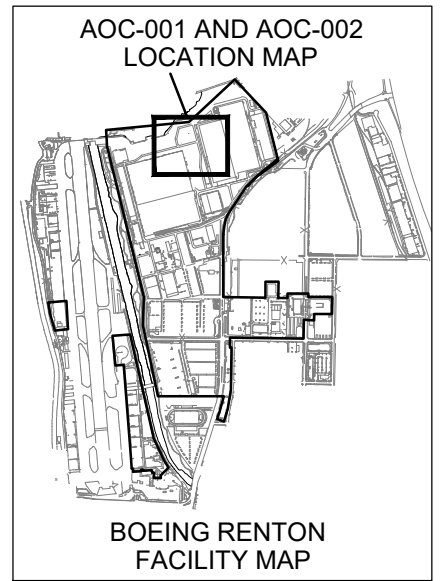 AOC-001 AND AOC-002
LOCATION MAP
BOEING RENTON
FACILITY MAP